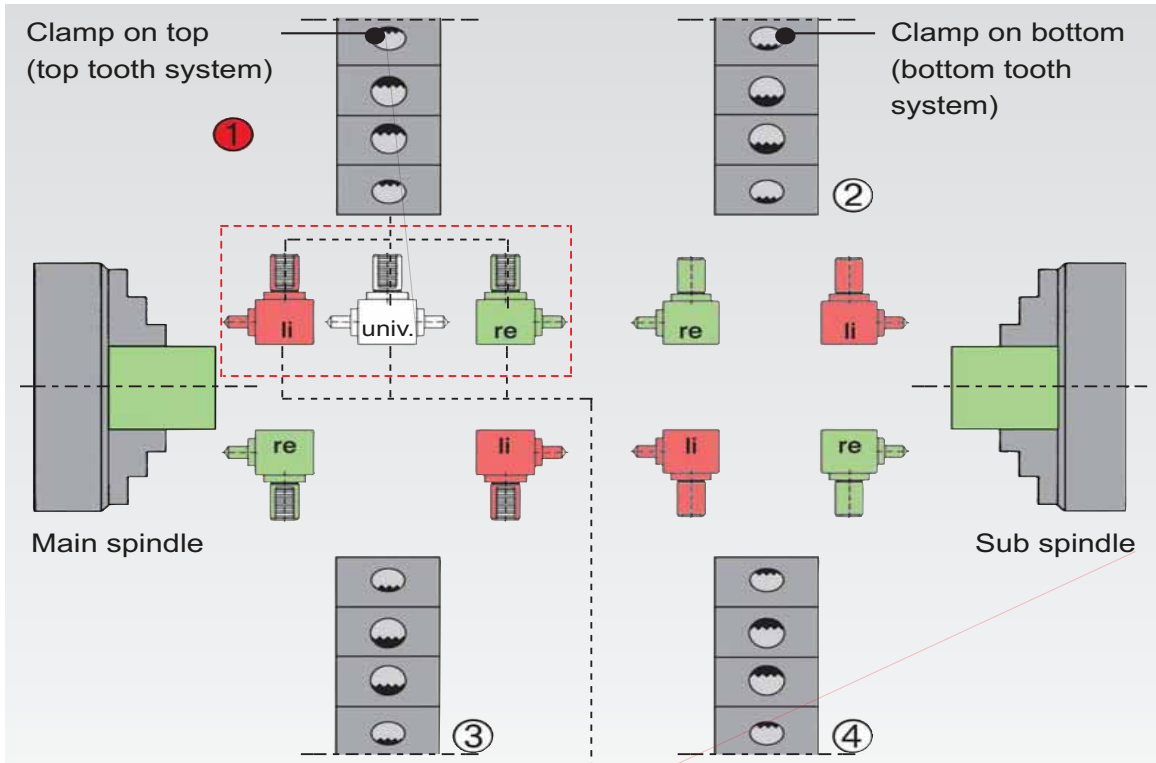 Clamp on top
(top tooth system)
Clamp on bottom
(bottom tooth
system)
1
2
li
univ.
re
re
li
re
li
li
re
Main spindle
Sub spindle
3
4